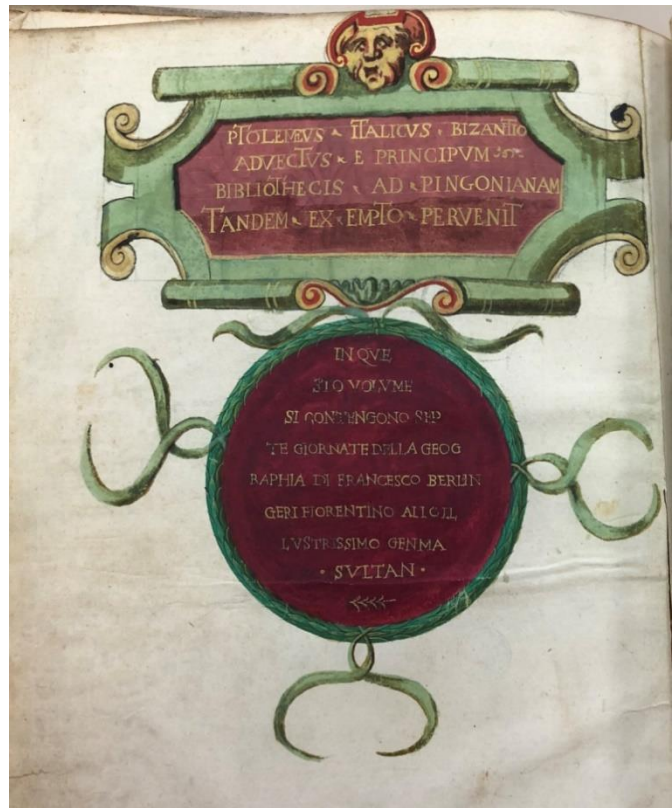 PTOLEMEVS ITALICVS BIZANTIO
ADVECTVS E PRINCIPVM
BIBLIOTHECIS AD PINGONIANAM
TANDEM EX EMPTO PERVENIT
IN QVE
STO VOLVME
SI CONTENGONO SEP
TE GIORNATE DELLA GEOG
RAPHIA DI FRANCESCO BERLIN
GERI FIORENTINO ALLO IL
LVSTRISSIMO GENMA
· SVLTAN ·